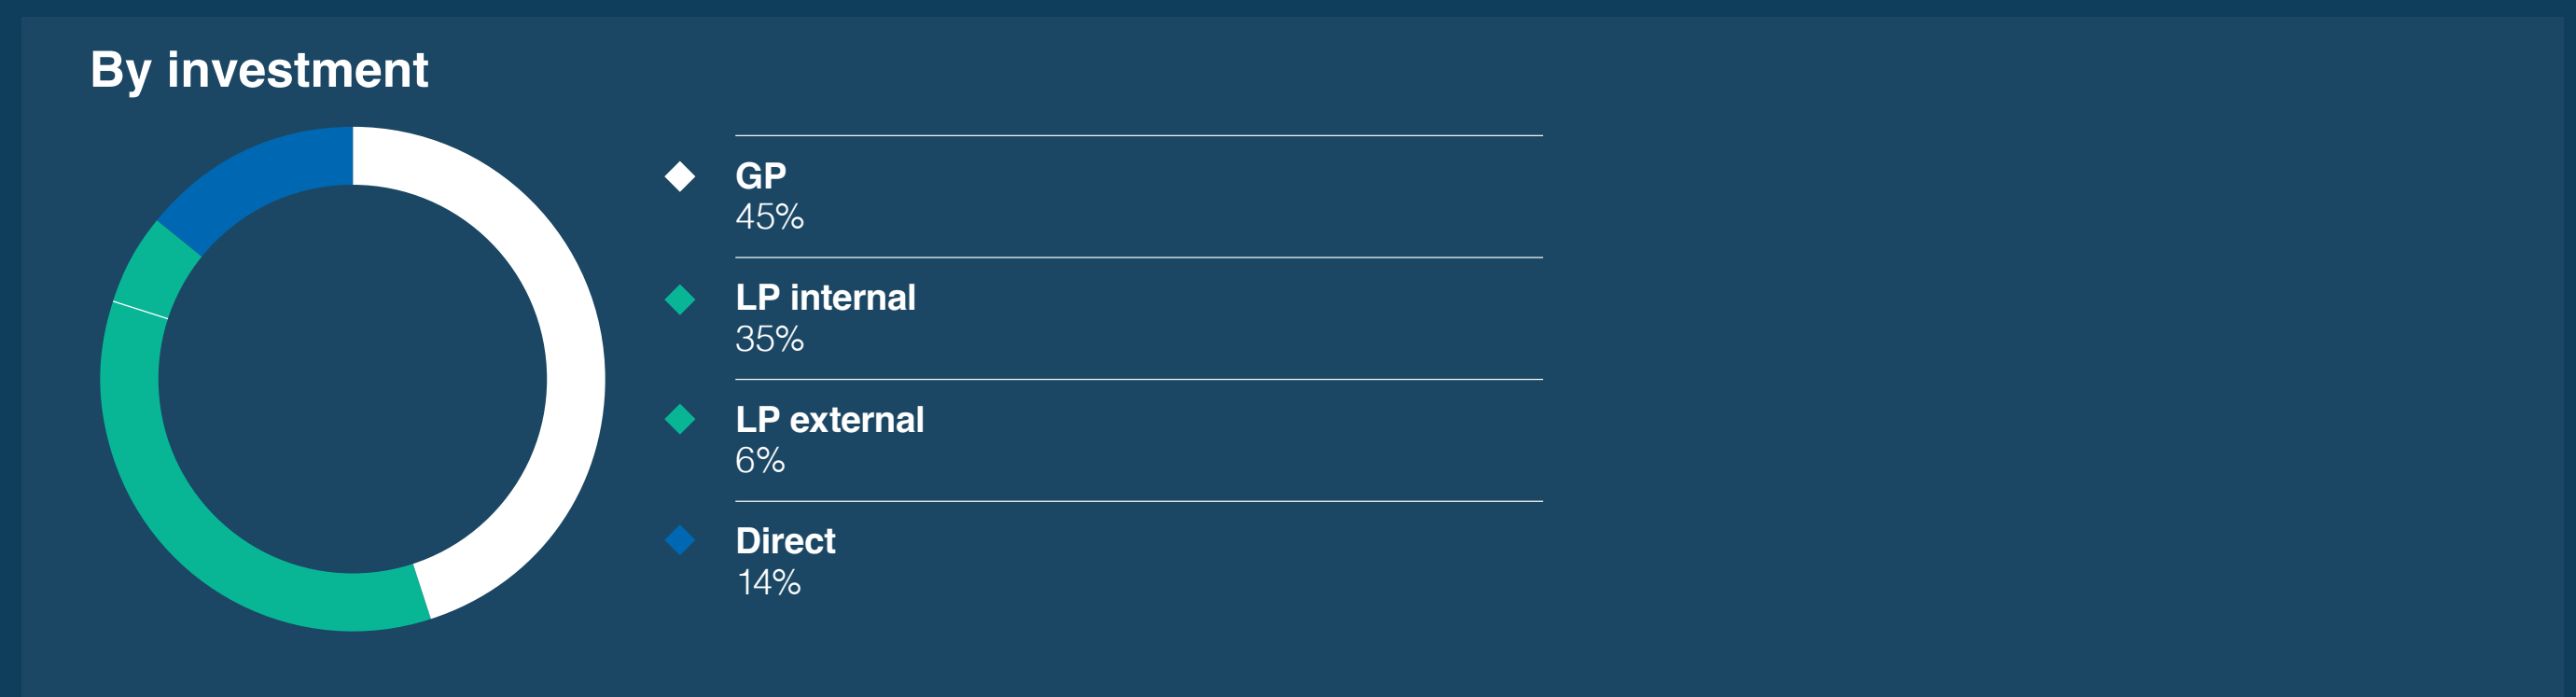 By investment
GP
45%
LP internal
35%
LP external
6%
Direct
14%